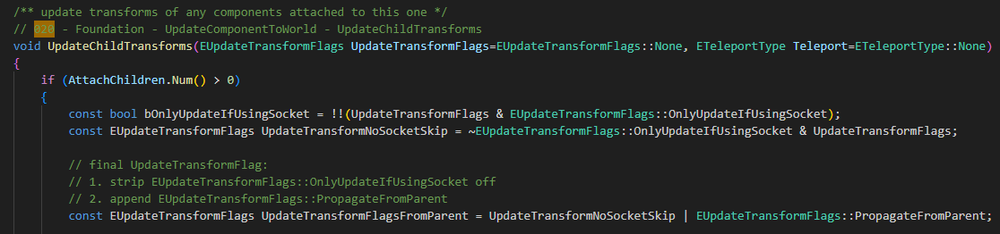 /** update transforms of any components attached to this one */
// 020 - Foundation - UpdateComponentToWorld - UpdateChildTransforms
void UpdateChildTransforms(EUpdateTransformFlags UpdateTransformFlags=EUpdateTransformFlags::None, ETeleportType Teleport=ETeleportType::None)
{
if (AttachChildren.Num() > 0)
{
const bool bOnlyUpdateIfUsingSocket = !!(UpdateTransformFlags & EUpdateTransformFlags::OnlyUpdateIfUsingSocket);
const EUpdateTransformFlags UpdateTransformNoSocketSkip = ~EUpdateTransformFlags::OnlyUpdateIfUsingSocket & UpdateTransformFlags;
// final UpdateTransformFlag:
// 1. strip EUpdateTransformFlags::OnlyUpdateIfUsingSocket off
// 2. append EUpdateTransformFlags::PropagateFromParent
const EUpdateTransformFlags UpdateTransformFlagsFromParent = UpdateTransformNoSocketSkip | EUpdateTransformFlags::PropagateFromParent;